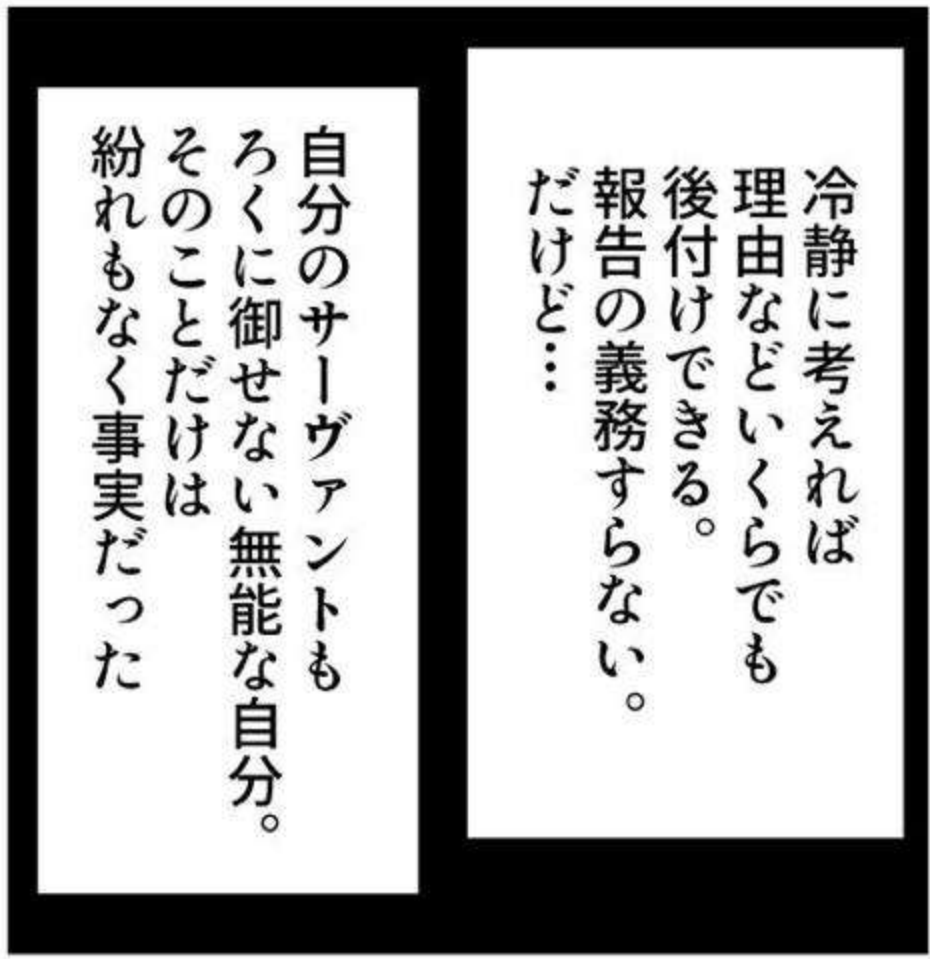 冷静に考えれば
理由などいくらでも
後付けできる。
報告の義務すらない。
だけど…
自分のサーヴァントも
ろくに御せない無能な自分。
そのことだけは
紛れもなく事実だった